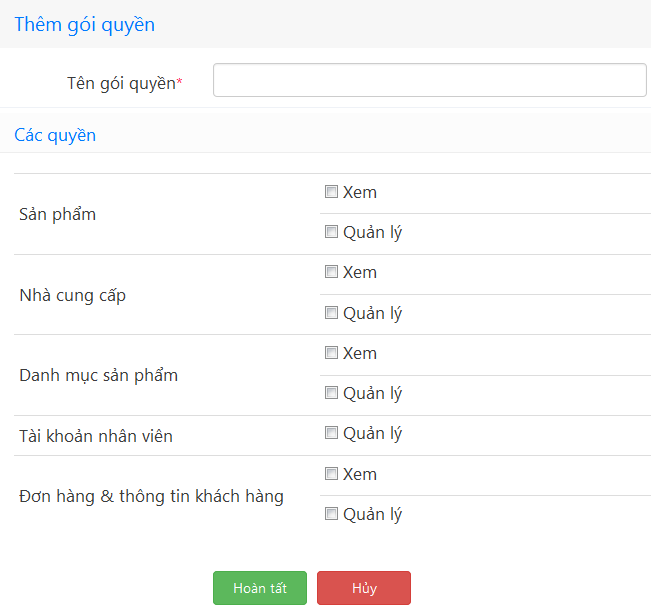 Thêm gói quyền
Tên gói quyền*
Các quyền
Sản phẩm
Xem
Quản lý
Nhà cung cấp
Xem
Quản lý
Danh mục sản phẩm
Xem
Quản lý
Tài khoản nhân viên
Quản lý
Đơn hàng & thông tin khách hàng
Xem
Quản lý
Hoàn tất
Hủy